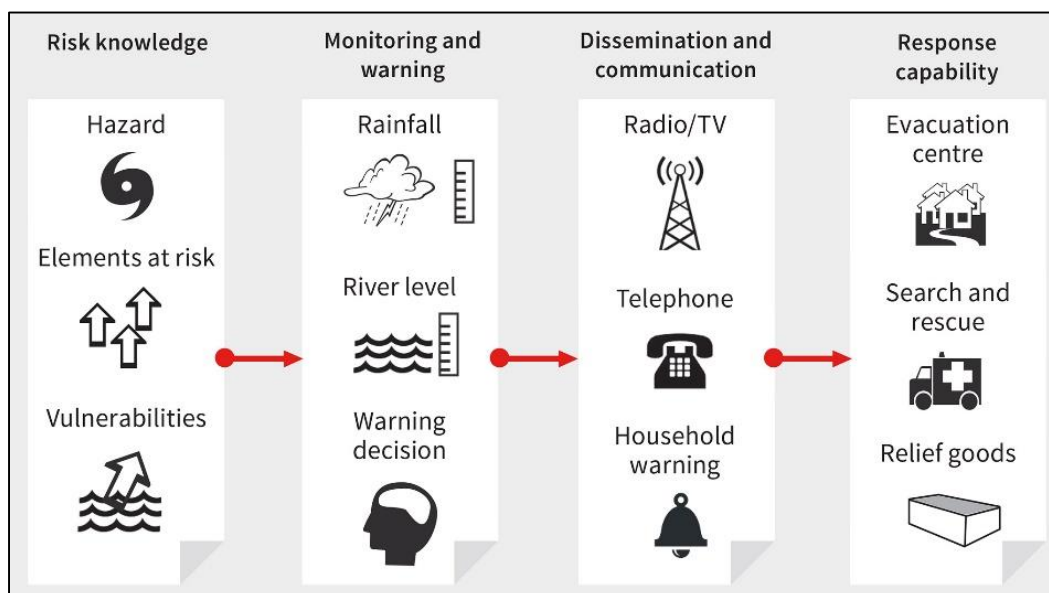 Risk knowledge
Hazard
Elements at risk
Vulnerabilities
Monitoring and
warning
Rainfall
River level
Warning
decision
Dissemination and
communication
Radio/TV
Telephone
Household
warning
Response
capability
Evacuation
centre
Search and
rescue
Relief goods